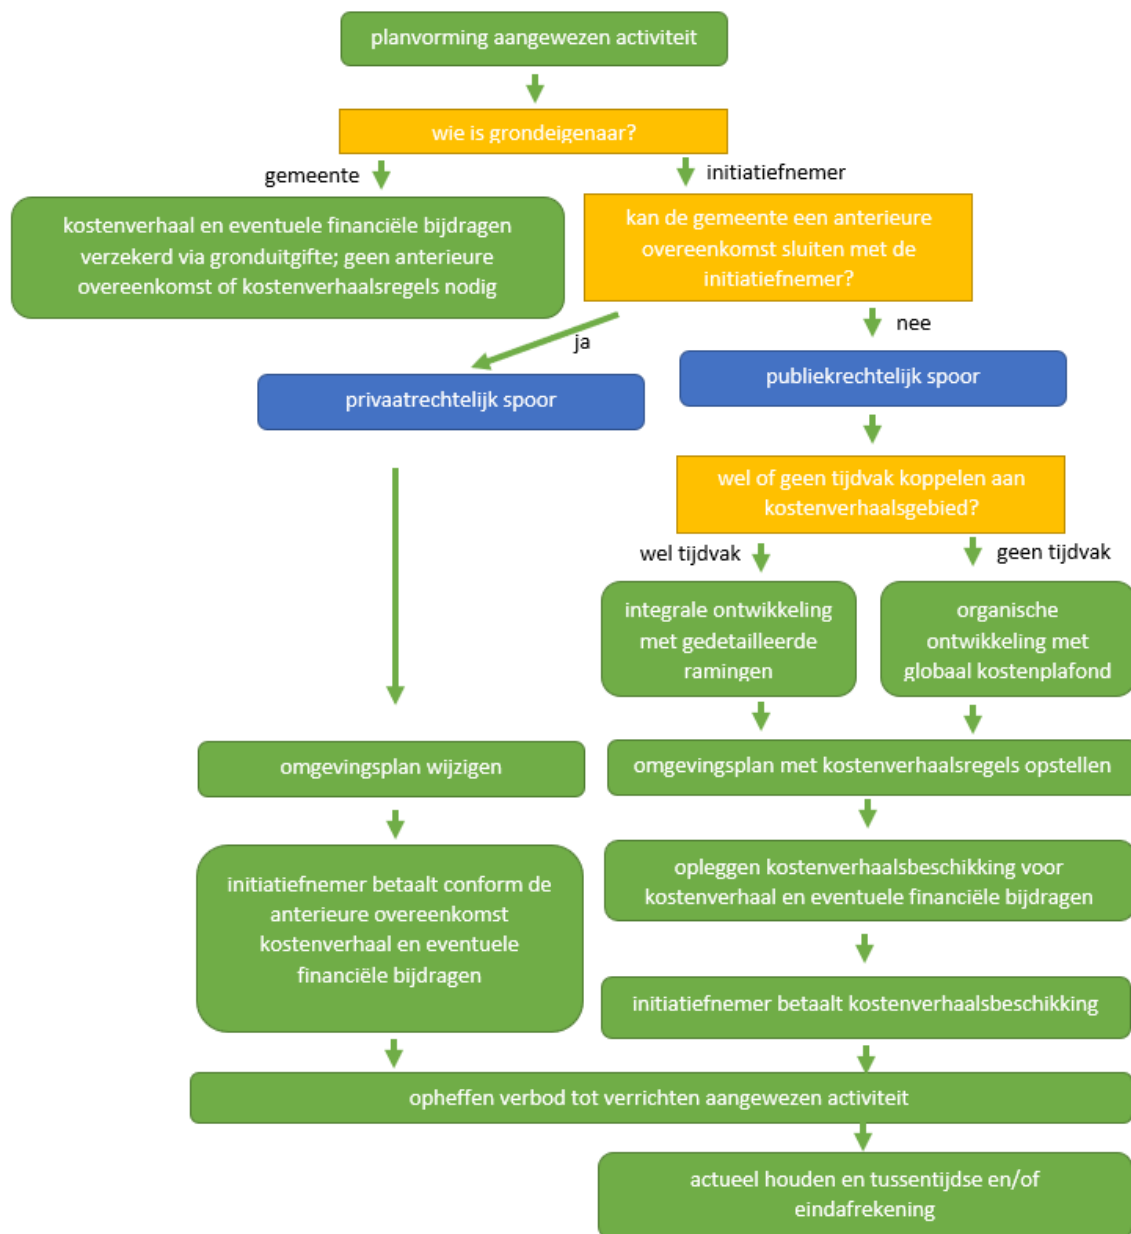 planvorming aangewezen activiteit
wie is grondeigenaar?
gemeente
initiatiefnemer
kostenverhaal en eventuele financiële bijdragen
verzekerd via gronduitgifte; geen anterieure
overeenkomst of kostenverhaalsregels nodig
kan de gemeente een anterieure
overeenkomst sluiten met de
initiatiefnemer?
ja
nee
privaatrechtelijk spoor
publiekrechtelijk spoor
wel of geen tijdvak koppelen aan
kostenverhaalsgebied?
wel tijdvak
geen tijdvak
integrale ontwikkeling
met gedetailleerde
ramingen
organische
ontwikkeling met
globaal kostenplafond
omgevingsplan wijzigen
omgevingsplan met kostenverhaalsregels opstellen
initiatiefnemer betaalt conform de
anterieure overeenkomst
kostenverhaal en eventuele
financiële bijdragen
opleggen kostenverhaalsbeschikking voor
kostenverhaal en eventuele financiële bijdragen
initiatiefnemer betaalt kostenverhaalsbeschikking
opheffen verbod tot verrichten aangewezen activiteit
actueel houden en tussentijdse en/of
eindafrekening